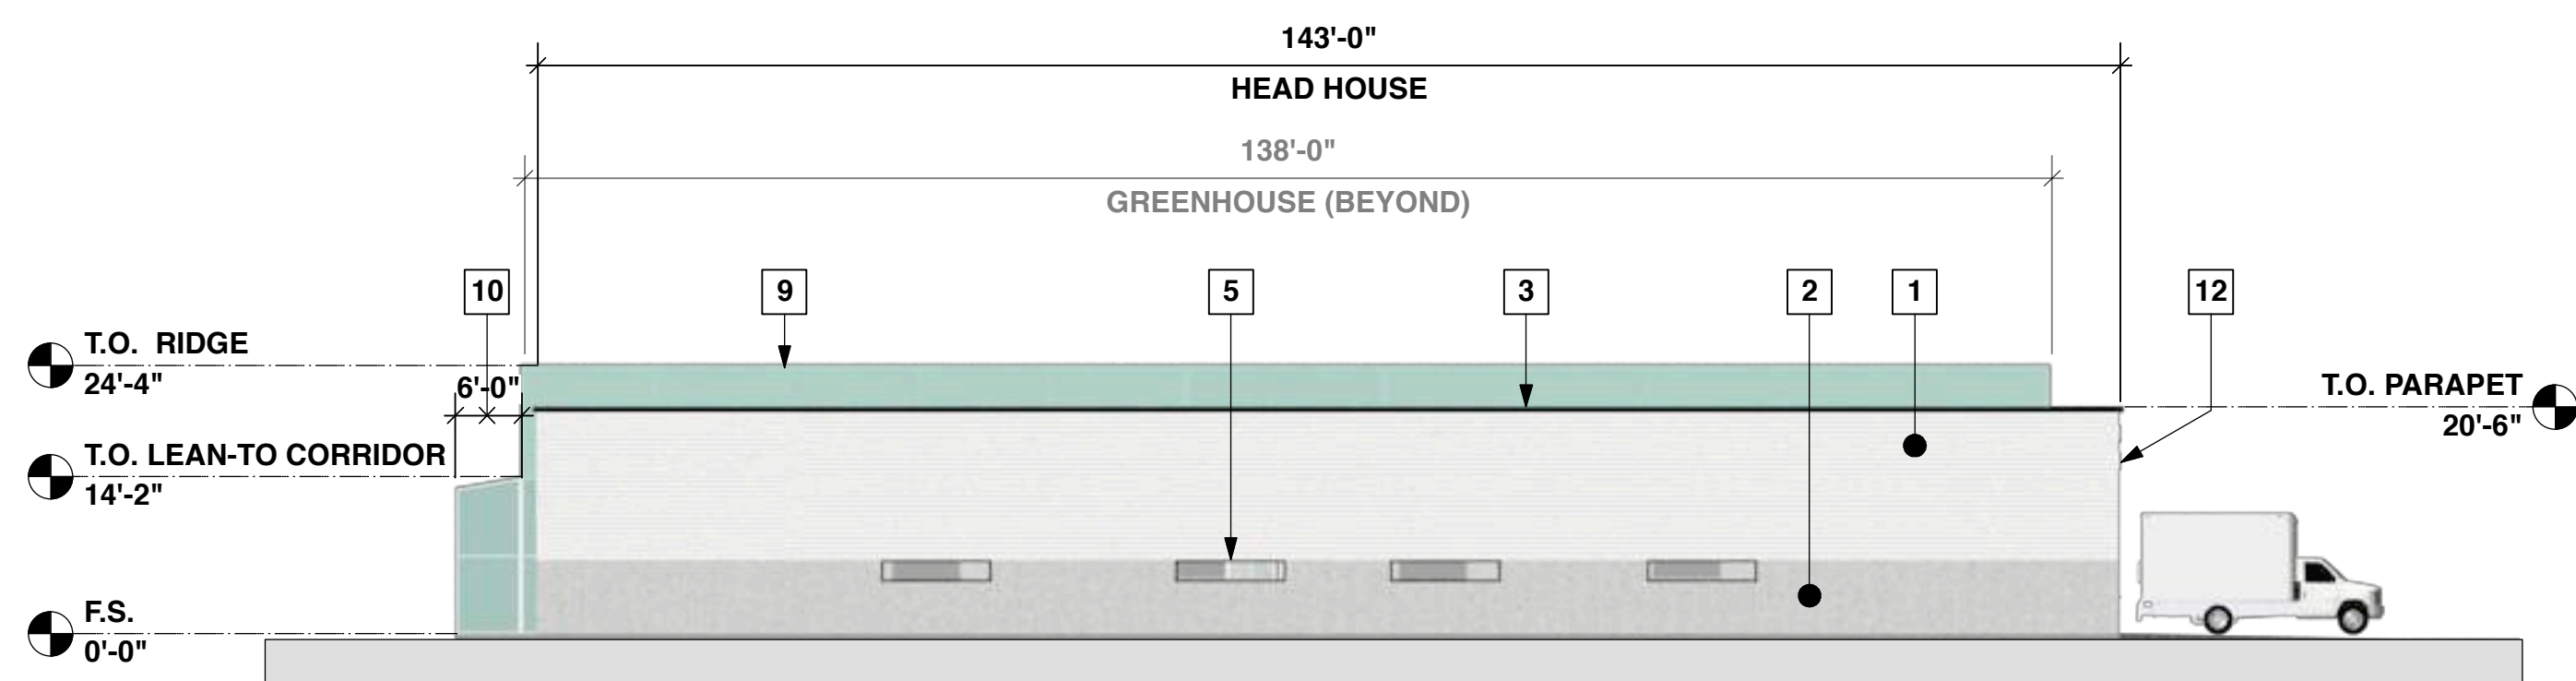 143'-0"
HEAD HOUSE
138'-0"
GREENHOUSE (BEYOND)
10
9
5
3
2
1
12
T.O. RIDGE
24'-4"
6'-0"
T.O. PARAPET
20'-6"
T.O. LEAN-TO CORRIDOR
14'-2"
F.S.
0'-0"